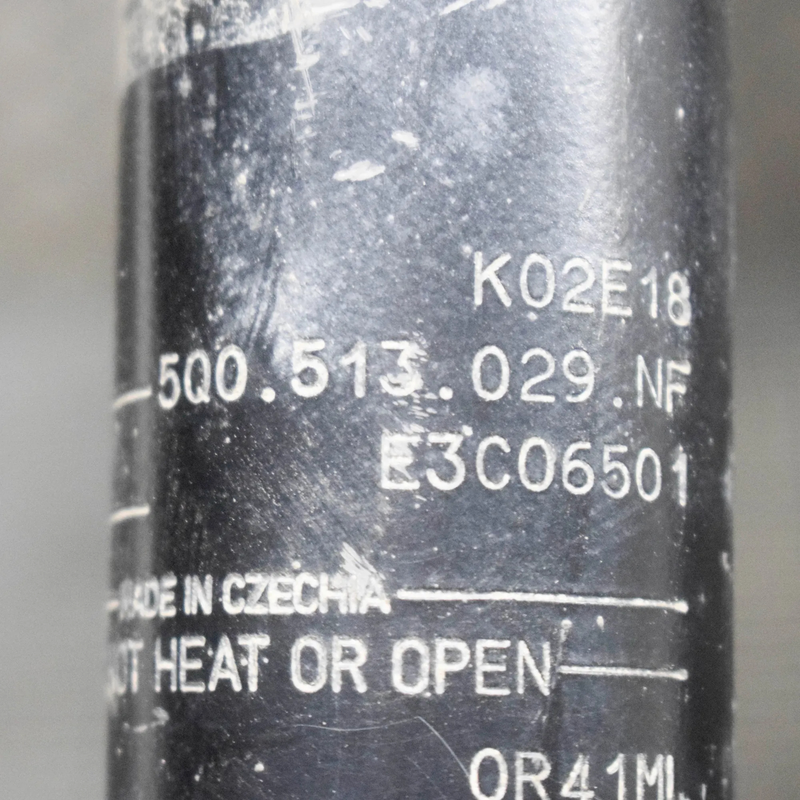 K02E18
5Q0.513.029.NF
E3C06501
MADE IN CZECHIA
HEAT OR OPEN